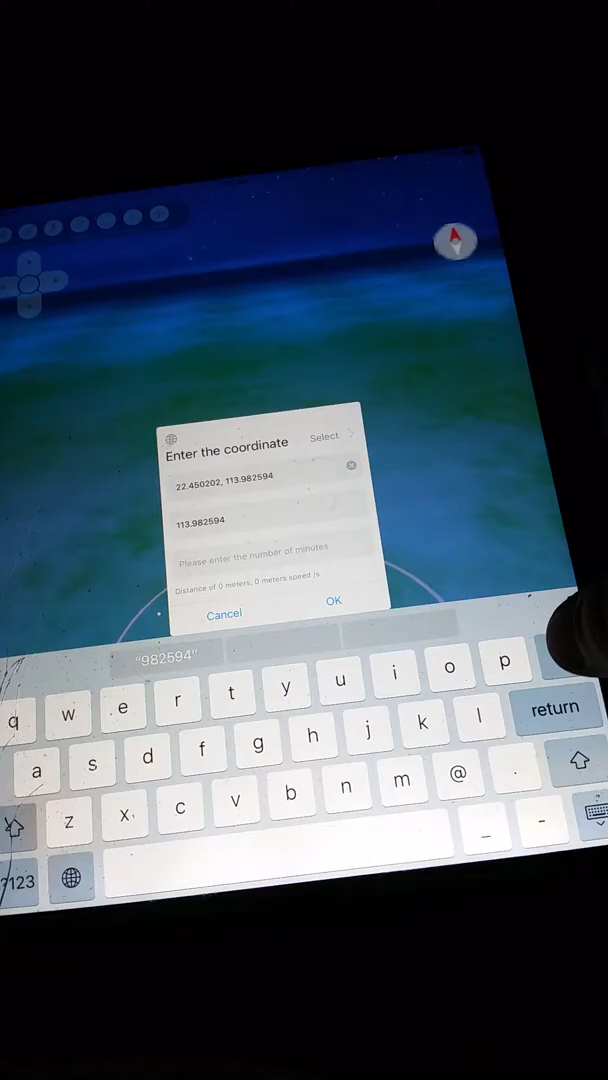 Enter the coordinate
Select
22.450202, 113.982594
113.982594
Please enter the number of minutes
Distance of 0 meters, 0 meters speed /s
Cancel
OK
"982594"
q w e r t y u i o p
a s d f g h j k l return
z x c v b n m @ .
?123 _ -